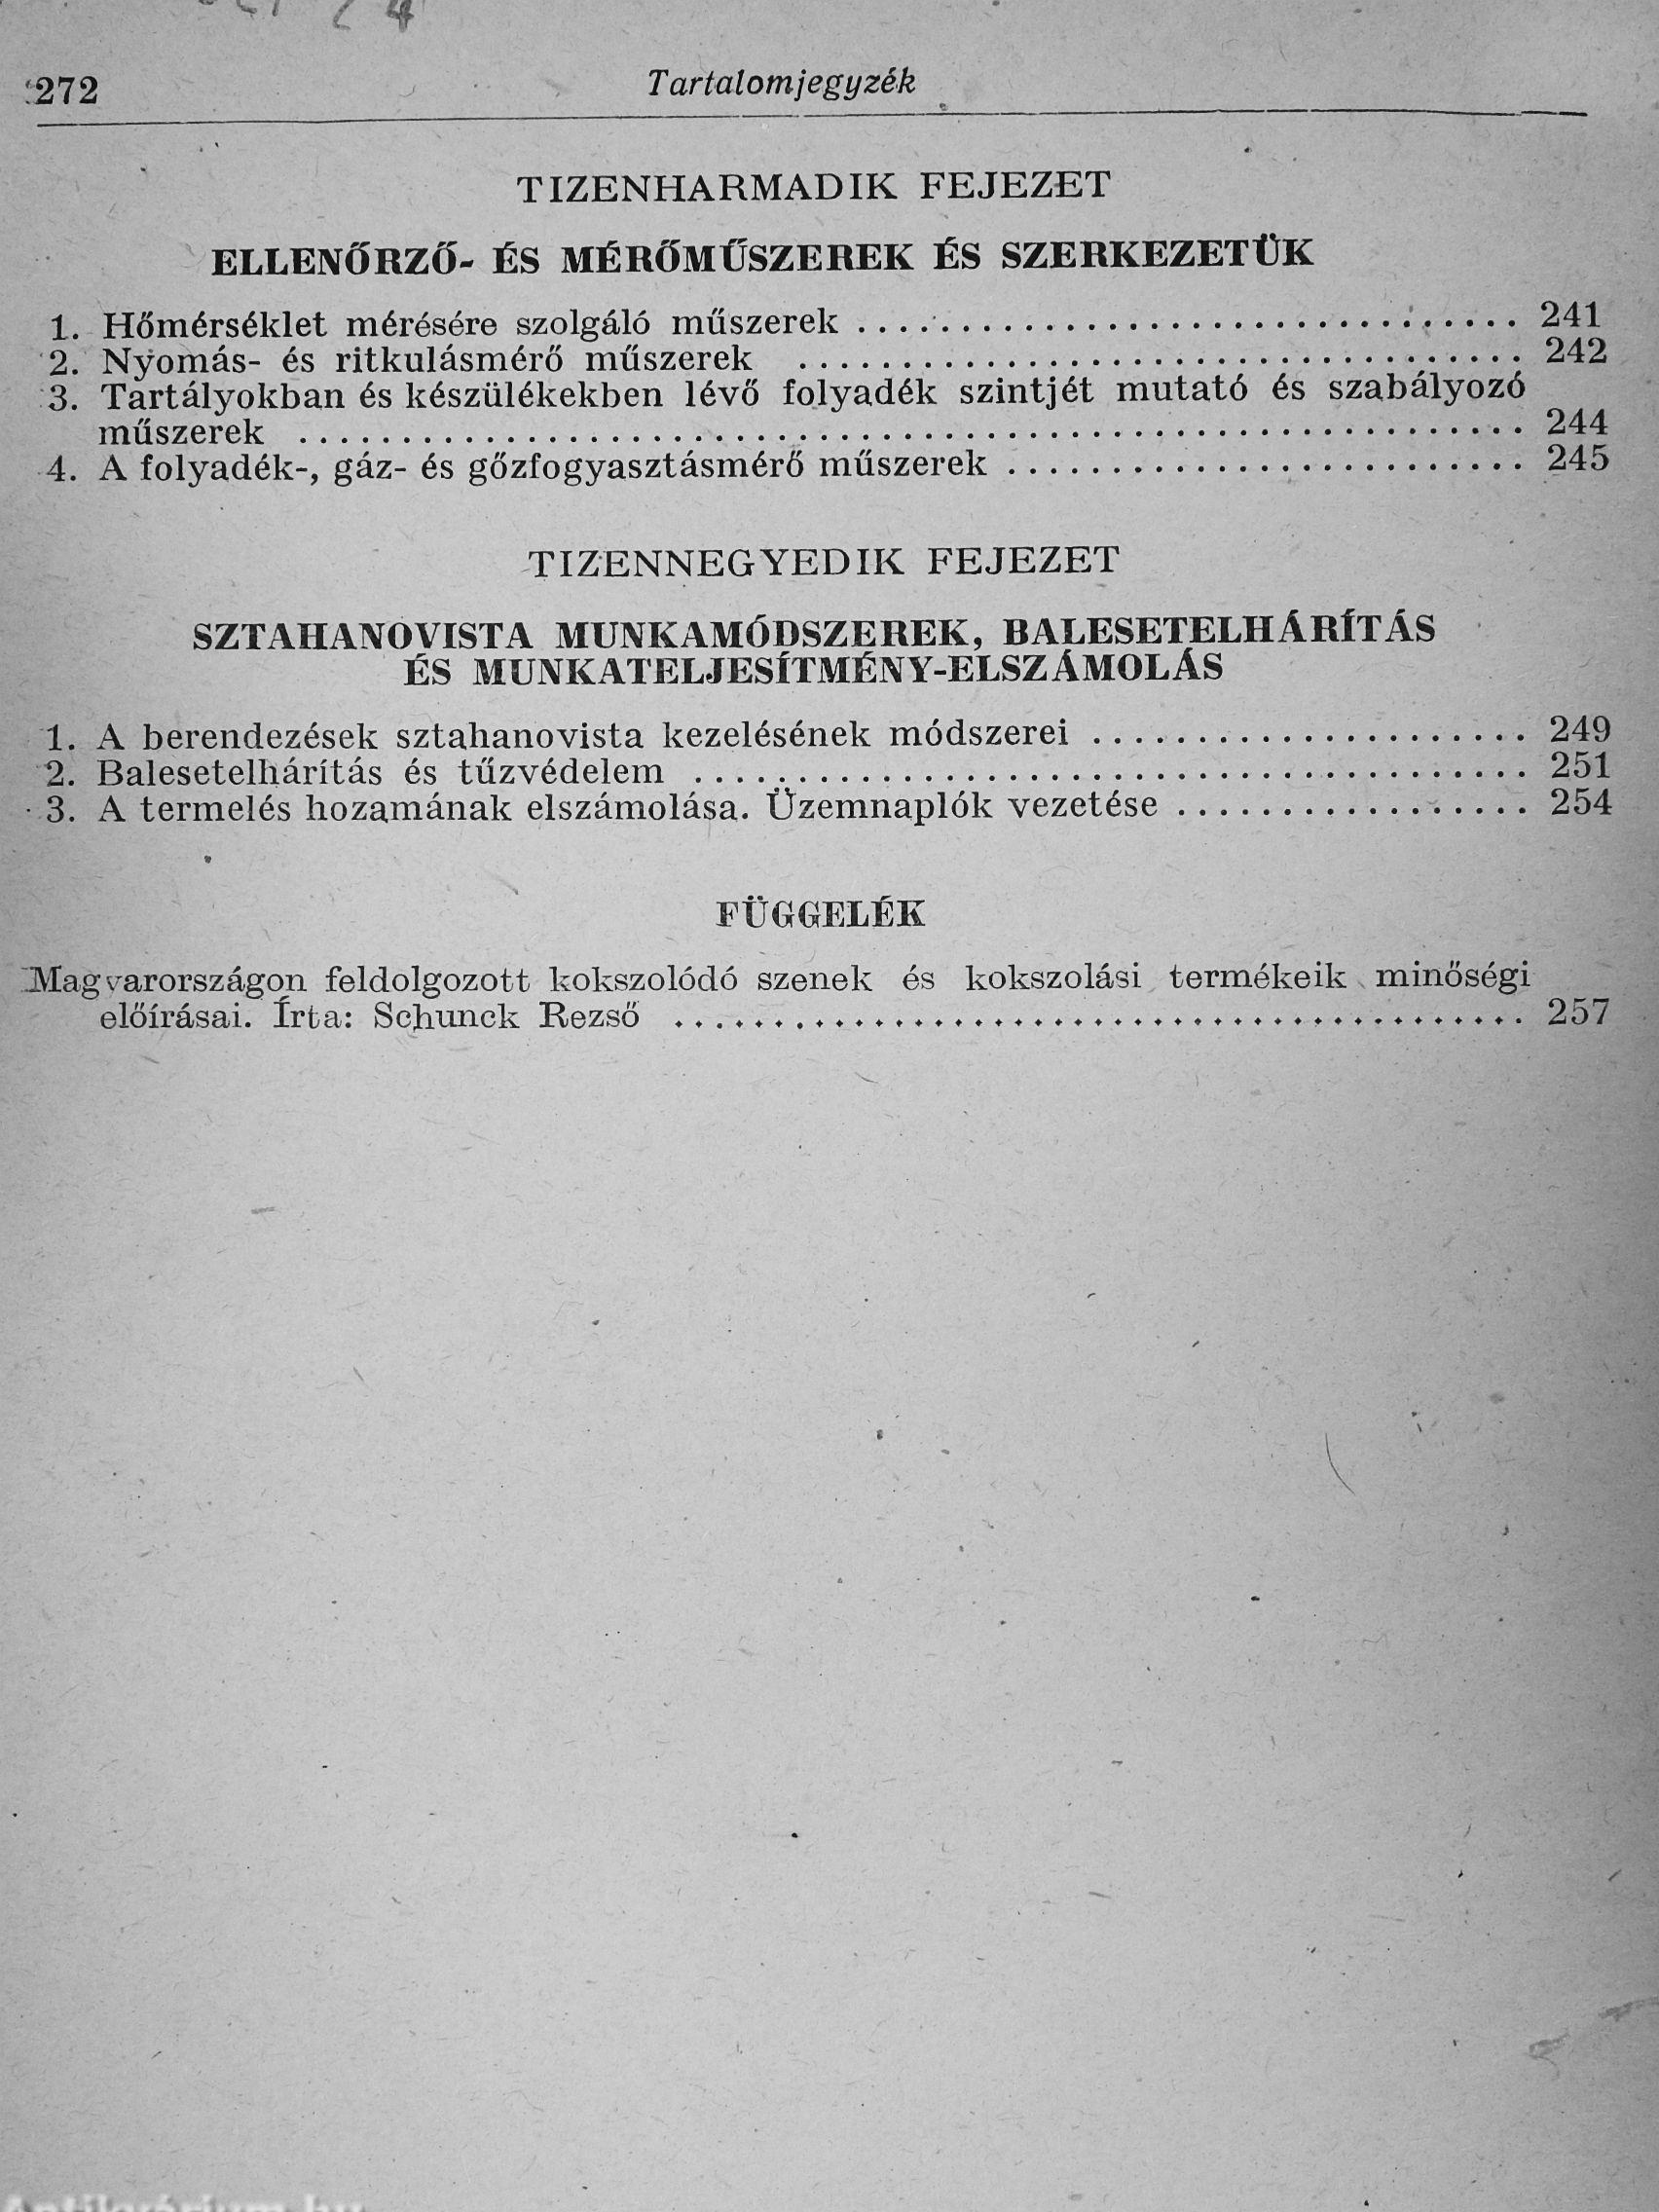 272 Tartalomjegyzék
TIZENHARMADIK FEJEZET
ELLENŐRZŐ- ÉS MÉRŐMŰSZEREK ÉS SZERKEZETÜK
1. Hőmérséklet mérésére szolgáló műszerek ................................ 241
2. Nyomás- és ritkulásmérő műszerek ................................... 242
3. Tartályokban és készülékekben lévő folyadék szintjét mutató és szabályozó
műszerek ........................................................... 244
4. A folyadék-, gáz- és gőzfogyasztásmérő műszerek ......................... 245
TIZENNEGYEDIK FEJEZET
SZTAHANOVISTA MUNKAMÓDSZEREK, BALESETELHÁRÍTÁS
ÉS MUNKATELJESÍTMÉNY-ELSZÁMOLÁS
1. A berendezések sztahanovista kezelésének módszerei ..................... 249
2. Balesetelhárítás és tűzvédelem ........................................ 251
3. A termelés hozamának elszámolása. Üzemnaplók vezetése ................. 254
FÜGGELÉK
Magyarországon feldolgozott kokszolódó szenek és kokszolási termékeik minőségi
előírásai. Írta: Schunck Rezső ........................................... 257